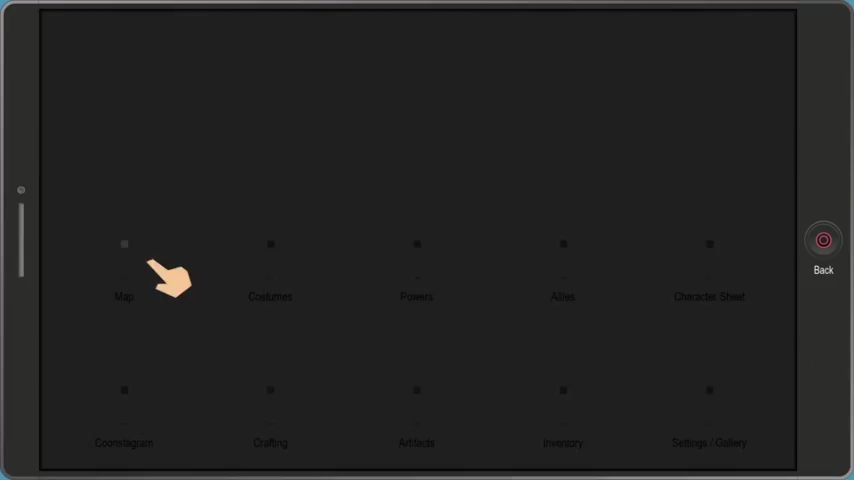 Back
Map Costumes Powers Allies Character Sheet
Coonstagram Crafting Artifacts Inventory Settings / Gallery